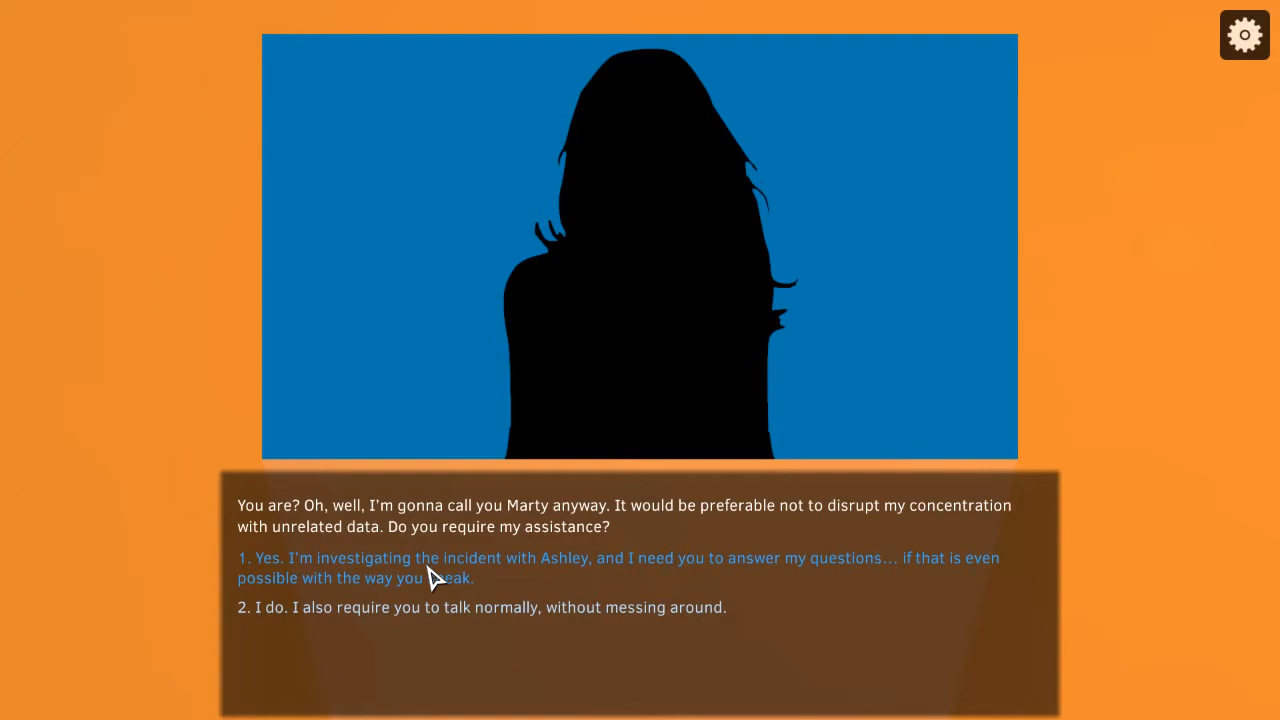 You are? Oh, well, I'm gonna call you Marty anyway. It would be preferable not to disrupt my concentration
with unrelated data. Do you require my assistance?
1. Yes. I'm investigating the incident with Ashley, and I need you to answer my questions... if that is even
possible with the way you speak.
2. I do. I also require you to talk normally, without messing around.